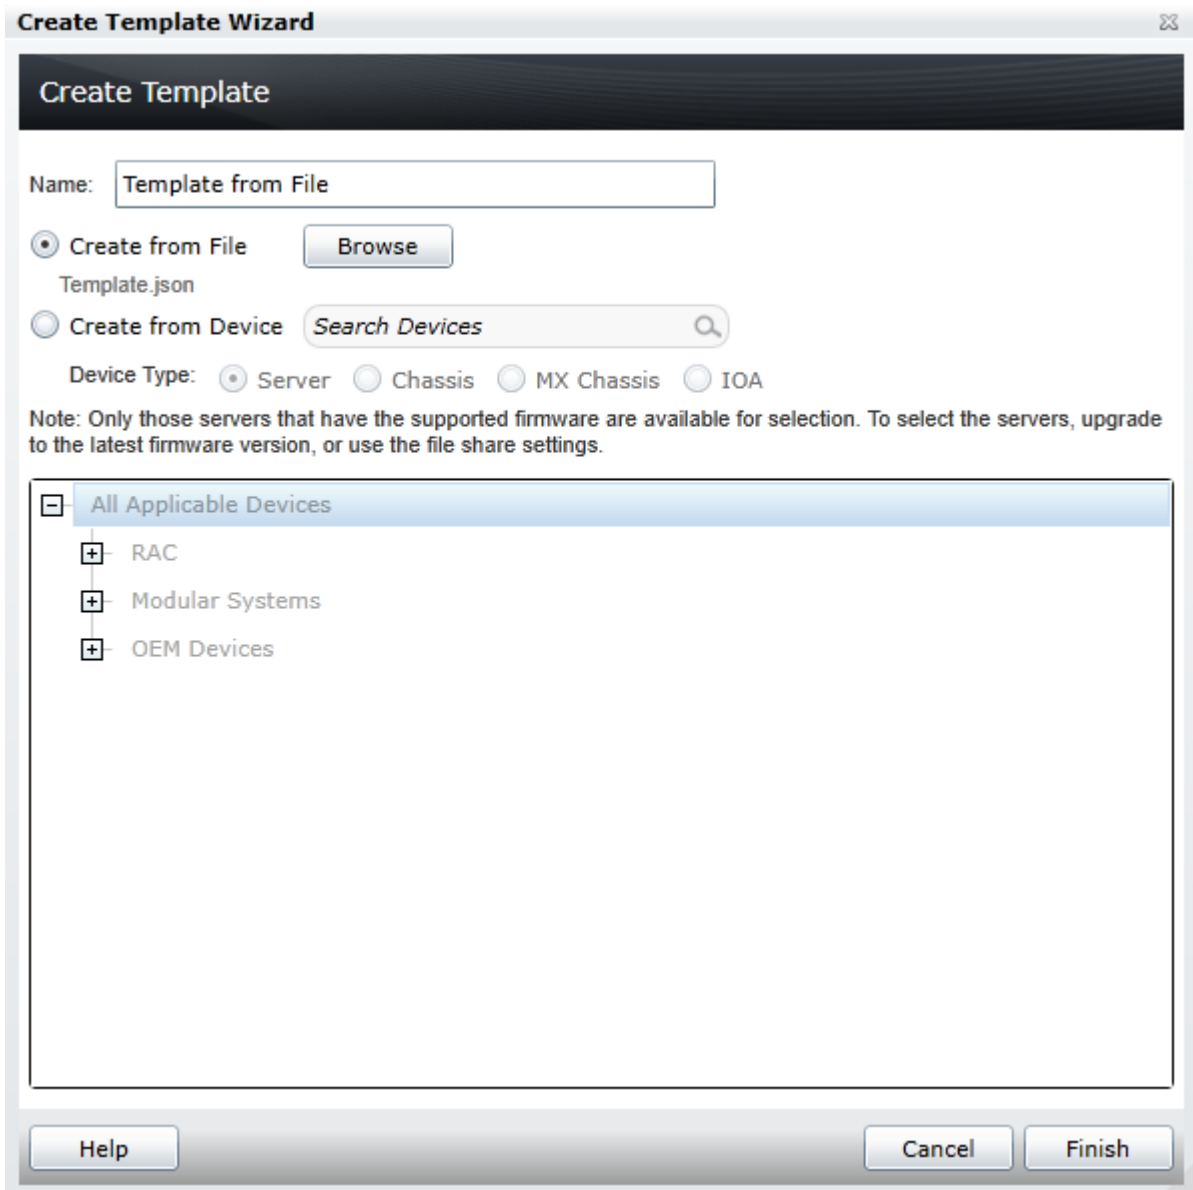 Create Template Wizard
Create Template
Name: Template from File
Create from File Browse
Template.json
Create from Device Search Devices
Device Type: Server Chassis MX Chassis IOA
Note: Only those servers that have the supported firmware are available for selection. To select the servers, upgrade
to the latest firmware version, or use the file share settings.
All Applicable Devices
RAC
Modular Systems
OEM Devices
Help Cancel Finish